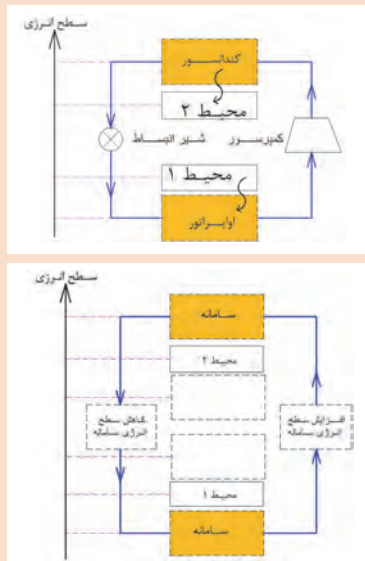 سطح انرژی
کندانسور
محیط ۲
شیر انبساط
کمپرسور
محیط ۱
اواپراتور
سطح انرژی
سامانه
محیط ۲
کاهش سطح
انرژی سامانه
افزایش سطح
انرژی سامانه
محیط ۱
سامانه